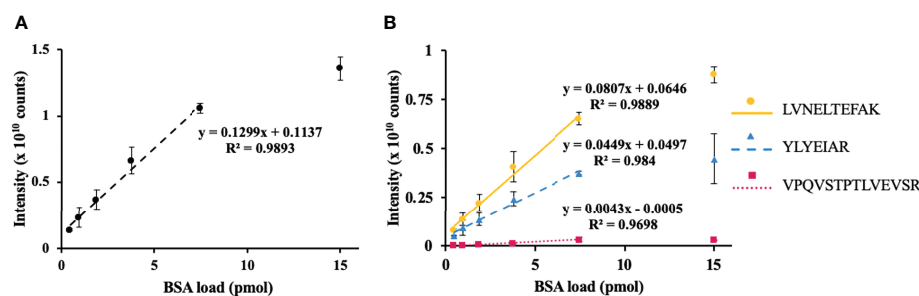 A
Intensity (x 10¹⁰ counts)
1.5
1
0.5
0
y = 0.1299x + 0.1137
R² = 0.9893
0
5
10
15
BSA load (pmol)
B
Intensity (x 10¹⁰ counts)
1
0.75
0.5
0.25
0
y = 0.0807x + 0.0646
R² = 0.9889
y = 0.0449x + 0.0497
R² = 0.984
y = 0.0043x - 0.0005
R² = 0.9698
0
5
10
15
BSA load (pmol)
LVNELTEFAK
YLYEIAR
VPQVSTPTLVEVSR